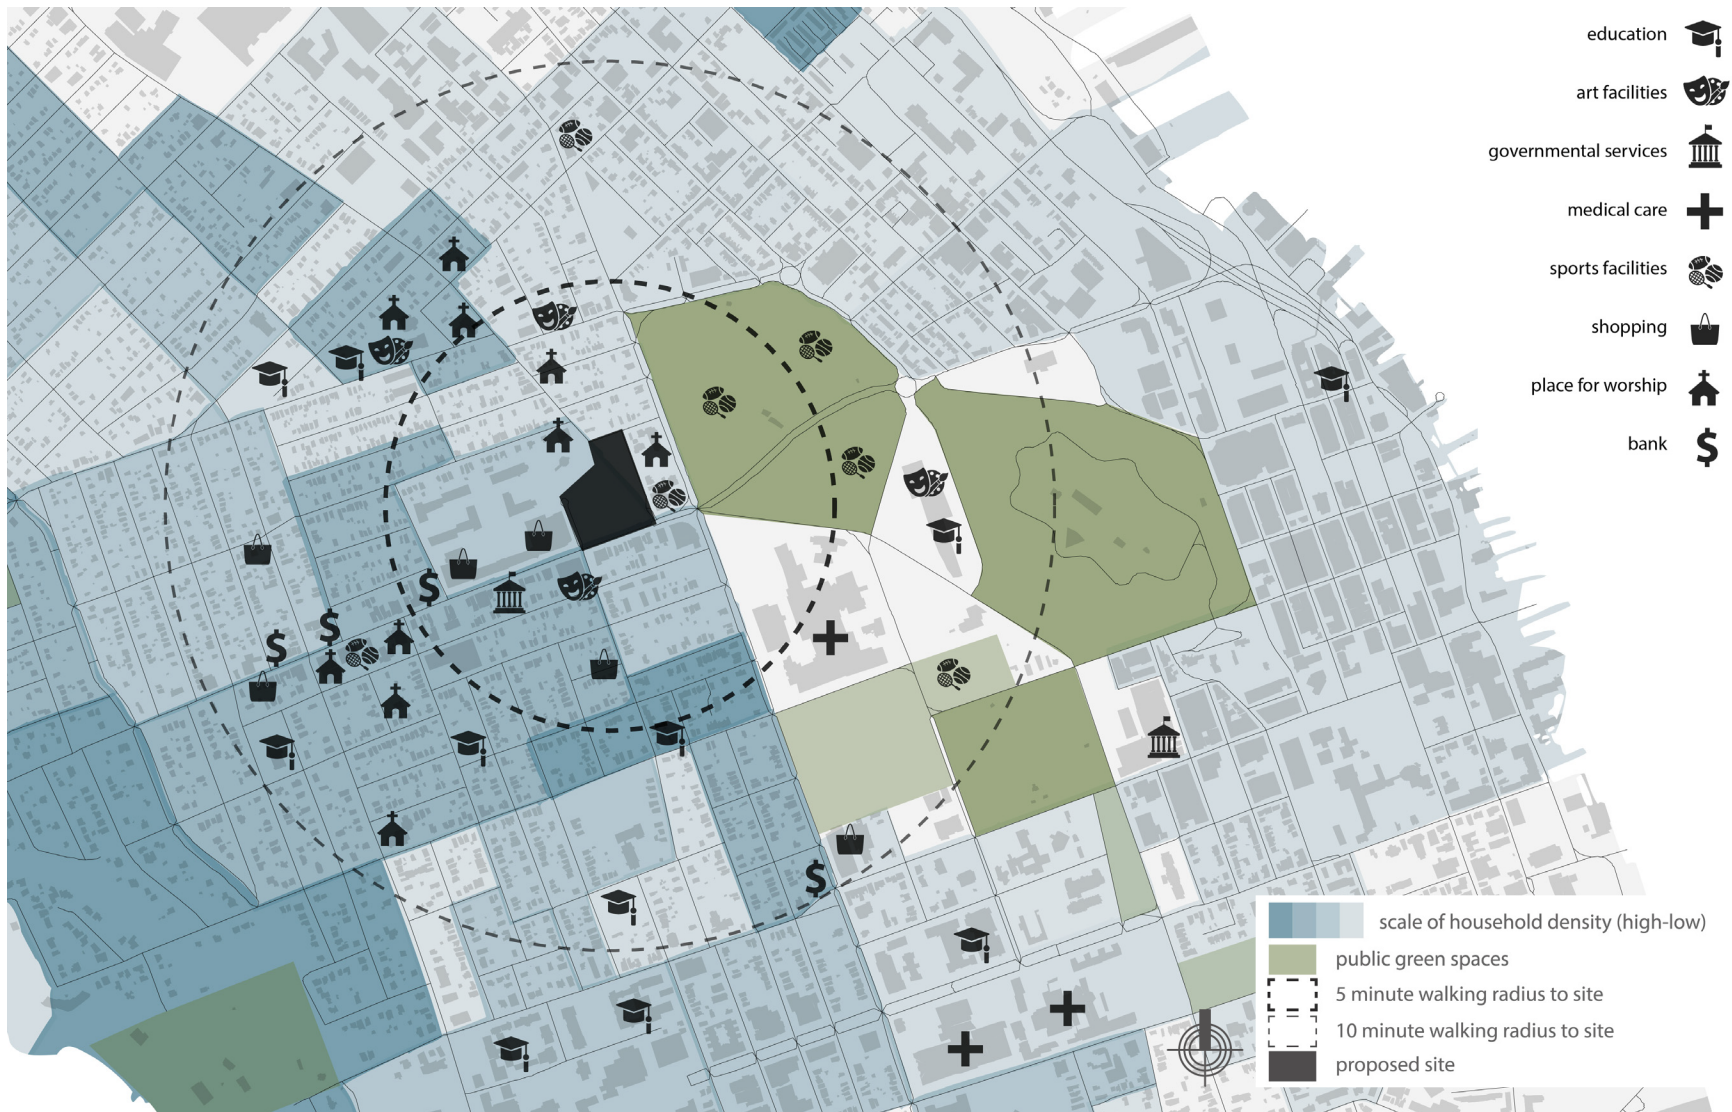 education
art facilities
governmental services
medical care
sports facilities
shopping
place for worship
bank
scale of household density (high-low)
public green spaces
5 minute walking radius to site
10 minute walking radius to site
proposed site